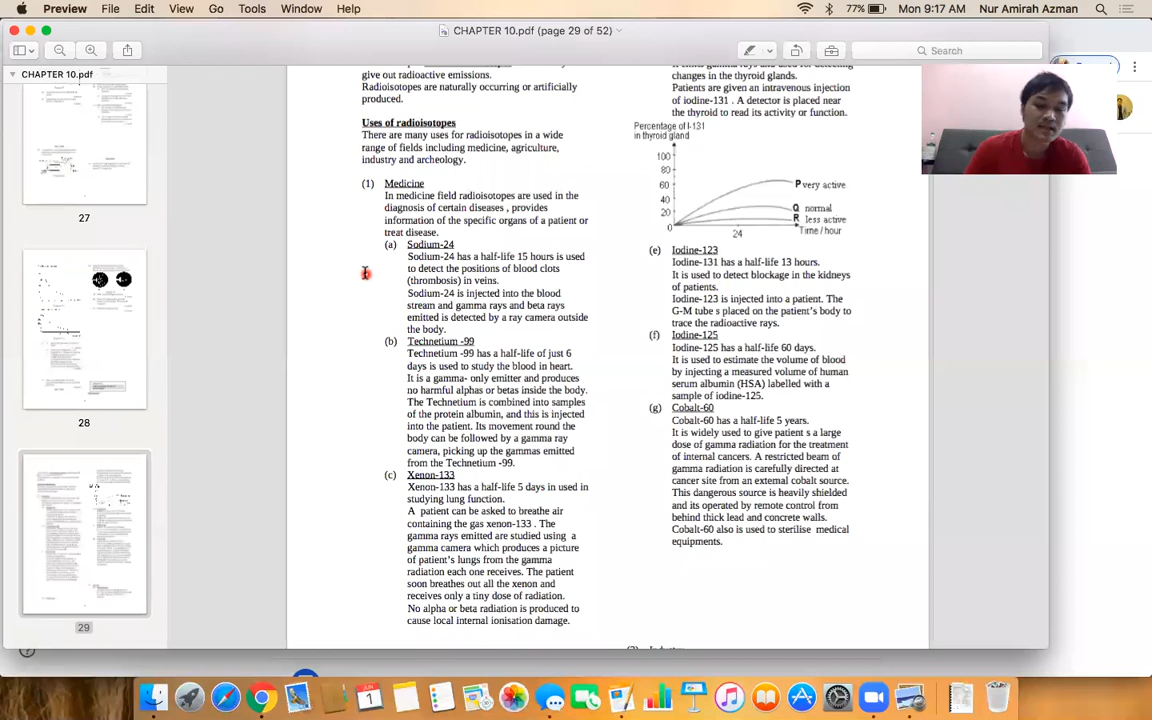 Preview File Edit View Go Tools Window Help 77% Mon 9:17 AM Nur Amirah Azman
CHAPTER 10.pdf (page 29 of 52)
Search
CHAPTER 10.pdf
27
28
29
give out radioactive emissions.
Radioisotopes are naturally occurring or artificially
produced.
Uses of radioisotopes
There are many uses for radioisotopes in a wide
range of fields including medicine, agriculture,
industry and archeology.
(1) Medicine
In medicine field radioisotopes are used in the
diagnosis of certain diseases , provides
information of the specific organs of a patient or
treat disease.
(a) Sodium-24
Sodium-24 has a half-life 15 hours is used
to detect the positions of blood clots
(thrombosis) in veins.
Sodium-24 is injected into the blood
stream and gamma rays and beta rays
emitted is detected by a ray camera outside
the body.
(b) Technetium -99
Technetium -99 has a half-life of just 6
days is used to study the blood in heart.
It is a gamma- only emitter and produces
no harmful alphas or betas inside the body.
The Technetium is combined into samples
of the protein albumin, and this is injected
into the patient. Its movement round the
body can be followed by a gamma ray
camera, picking up the gammas emitted
from the Technetium -99.
(c) Xenon-133
Xenon-133 has a half-life 5 days in used in
studying lung function.
A patient can be asked to breathe air
containing the gas xenon-133 . The
gamma rays emitted are studied using a
gamma camera which produces a picture
of patient's lungs from the gamma
radiation each one receives. The patient
soon breathes out all the xenon and
receives only a tiny dose of radiation.
No alpha or beta radiation is produced to
cause local internal ionisation damage.
changes in the thyroid glands.
Patients are given an intravenous injection
of iodine-131 . A detector is placed near
the thyroid to read its activity or function.
Percentage of I-131
in thyroid gland
100
80
60
40
20
0
24
P very active
Q normal
R less active
Time / hour
(e) Iodine-123
Iodine-131 has a half-life 13 hours.
It is used to detect blockage in the kidneys
of patients.
Iodine-123 is injected into a patient. The
G-M tube s placed on the patient's body to
trace the radioactive rays.
(f) Iodine-125
Iodine-125 has a half-life 60 days.
It is used to estimate the volume of blood
by injecting a measured volume of human
serum albumin (HSA) labelled with a
sample of iodine-125.
(g) Cobalt-60
Cobalt-60 has a half-life 5 years.
It is widely used to give patient s a large
dose of gamma radiation for the treatment
of internal cancers. A restricted beam of
gamma radiation is carefully directed at
cancer site from an external cobalt source.
This dangerous source is heavily shielded
and its operated by remote control from
behind thick lead and concrete walls.
Cobalt-60 also is used to sterilise medical
equipments.